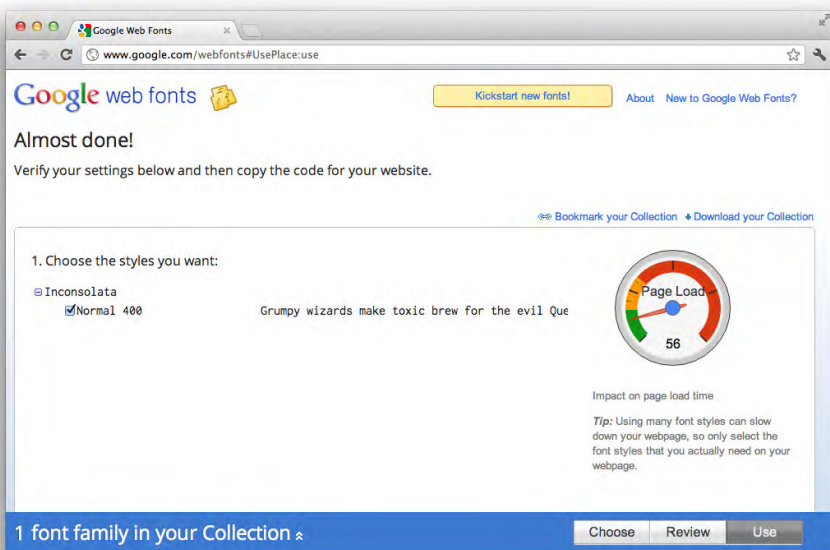 Google Web Fonts
www.google.com/webfonts#UsePlace:use
Google web fonts
Kickstart new fonts!
About New to Google Web Fonts?
Almost done!
Verify your settings below and then copy the code for your website.
Bookmark your Collection Download your Collection
1. Choose the styles you want:
Inconsolata
Normal 400
Grumpy wizards make toxic brew for the evil Que
Page Load
56
Impact on page load time
Tip: Using many font styles can slow
down your webpage, so only select the
font styles that you actually need on your
webpage.
1 font family in your Collection
Choose Review Use